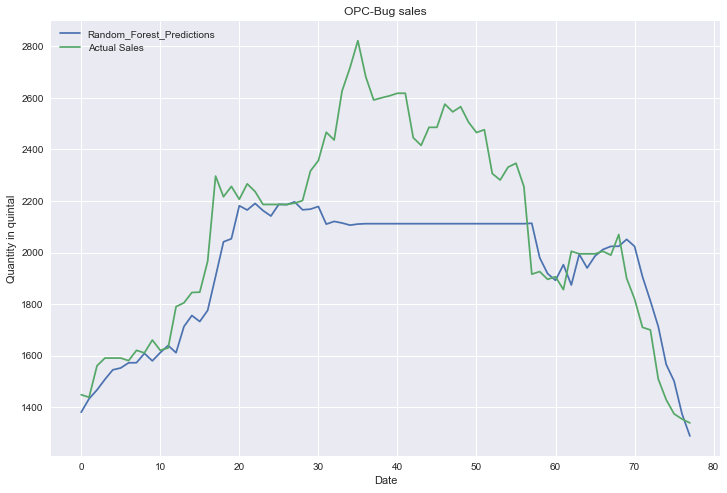 OPC-Bug sales
Random_Forest_Predictions
Actual Sales
Quantity in quintal
2800
2600
2400
2200
2000
1800
1600
1400
0 10 20 30 40 50 60 70 80
Date